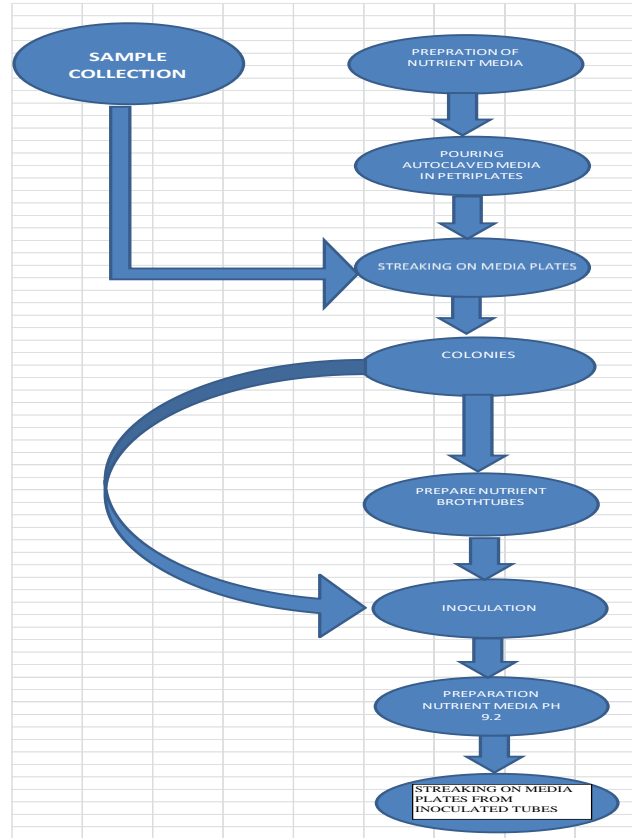 SAMPLE
COLLECTION
PREPRATION OF
NUTRIENT MEDIA
POURING
AUTOCLAVED MEDIA
IN PETRIPLATES
STREAKING ON MEDIA PLATES
COLONIES
PREPARE NUTRIENT
BROTHTUBES
INOCULATION
PREPARATION
NUTRIENT MEDIA PH
9.2
STREAKING ON MEDIA
PLATES FROM
INOCULATED TUBES